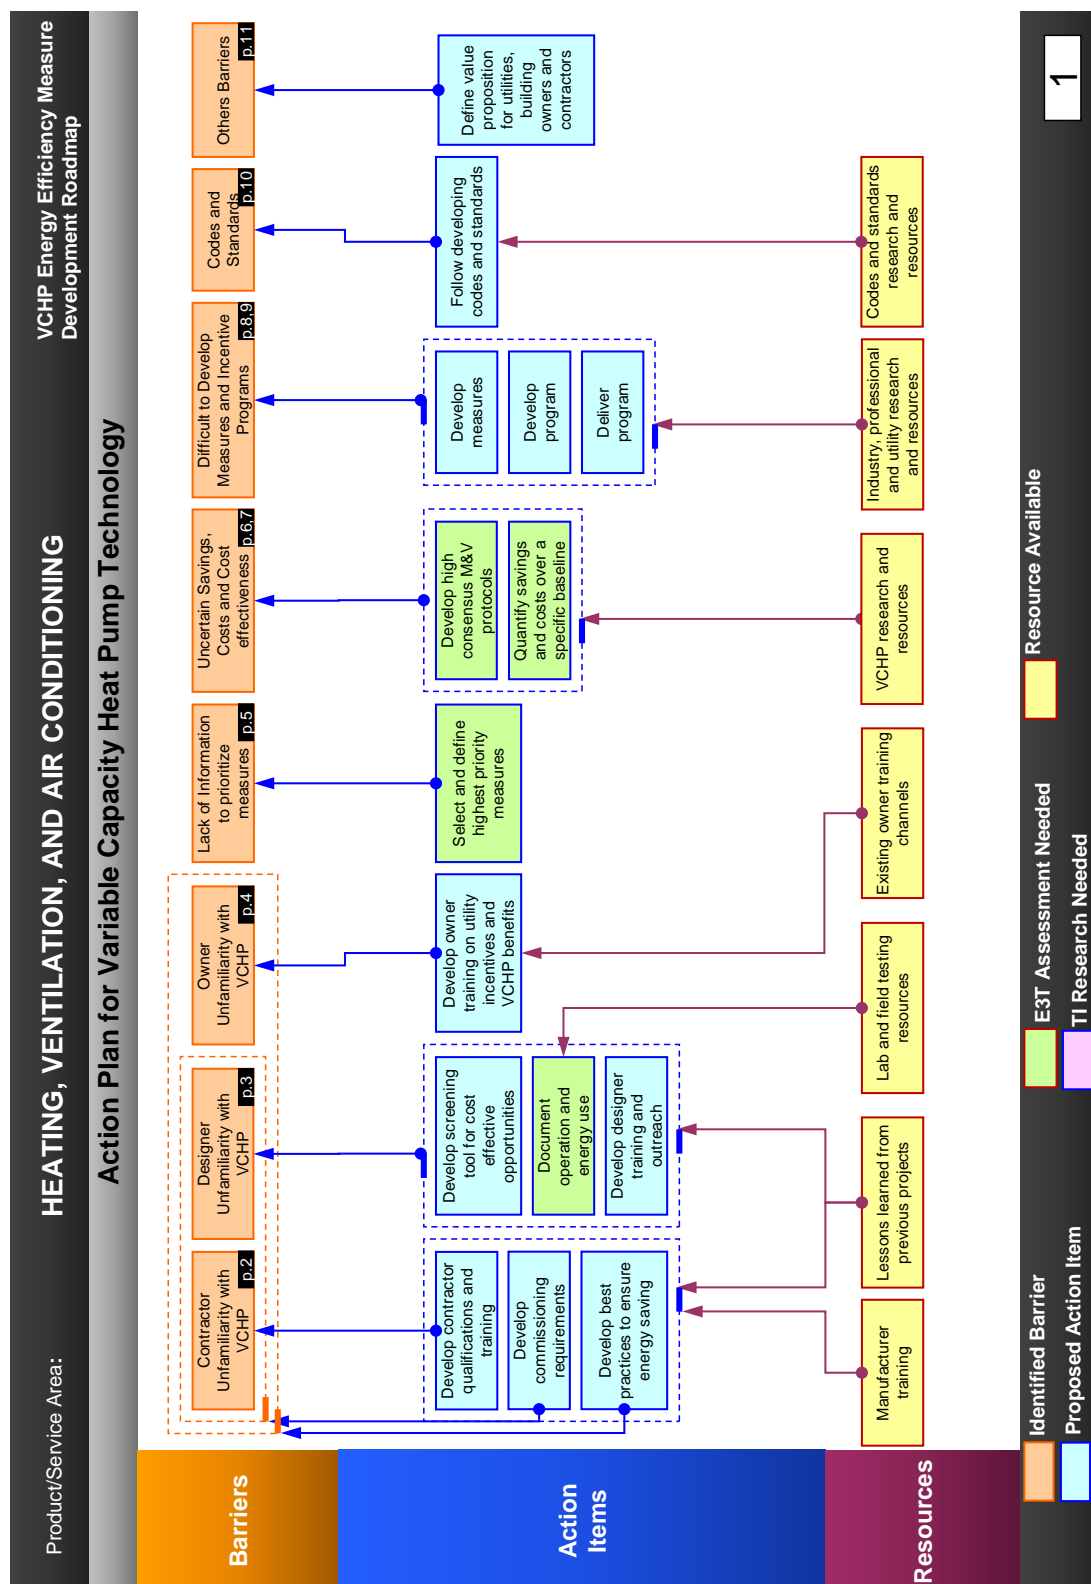 Product/Service Area:
HEATING, VENTILATION, AND AIR CONDITIONING
VCHP Energy Efficiency Measure
Development Roadmap
Action Plan for Variable Capacity Heat Pump Technology
Barriers
Contractor
Unfamiliarity with
VCHP
p.2
Designer
Unfamiliarity with
VCHP
p.3
Owner
Unfamiliarity with
VCHP
p.4
Lack of Information
to prioritize
measures
p.5
Uncertain Savings,
Costs and Cost
effectiveness
p.6,7
Difficult to Develop
Measures and Incentive
Programs
p.8,9
Codes and
Standards
p.10
Others Barriers
p.11
Action
Items
Develop contractor
qualifications and
training
Develop
commissioning
requirements
Develop best
practices to ensure
energy saving
Develop screening
tool for cost
effective
opportunities
Document
operation and
energy use
Develop designer
training and
outreach
Develop owner
training on utility
incentives and
VCHP benefits
Select and define
highest priority
measures
Develop high
consensus M&V
protocols
Quantify savings
and costs over a
specific baseline
Develop
measures
Develop
program
Deliver
program
Follow developing
codes and standards
Define value
proposition
for utilities,
building
owners and
contractors
Resources
Manufacturer
training
Lessons learned from
previous projects
Lab and field testing
resources
Existing owner training
channels
VCHP research and
resources
Industry, professional
and utility research
and resources
Codes and standards
research and
resources
Identified Barrier
Proposed Action Item
E3T Assessment Needed
TI Research Needed
Resource Available
1